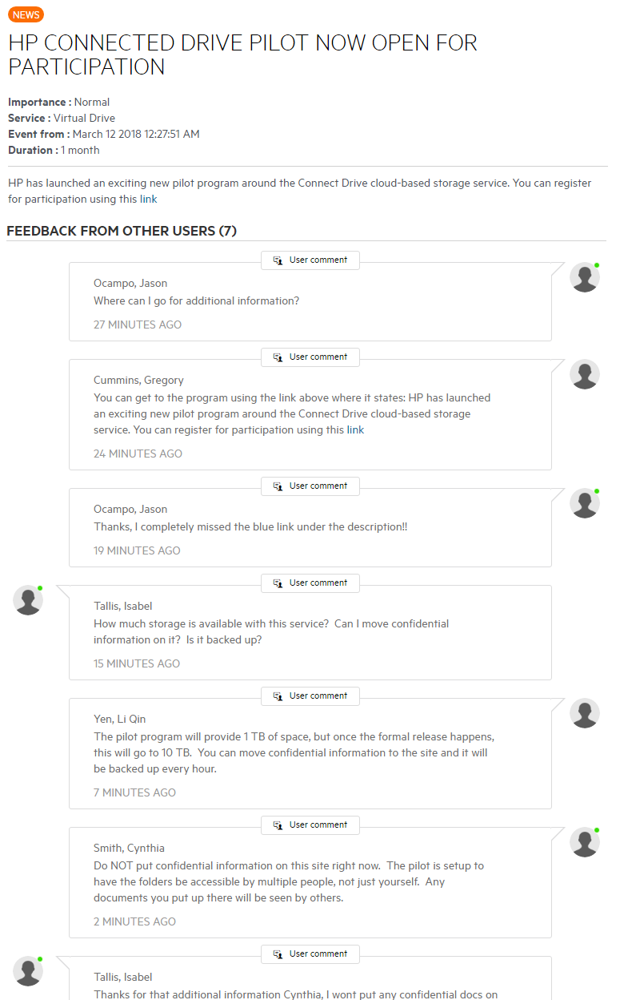 NEWS
HP CONNECTED DRIVE PILOT NOW OPEN FOR
PARTICIPATION
Importance : Normal
Service : Virtual Drive
Event from : March 12 2018 12:27:51 AM
Duration : 1 month
HP has launched an exciting new pilot program around the Connect Drive cloud-based storage service. You can register
for participation using this link
FEEDBACK FROM OTHER USERS (7)
User comment
Ocampo, Jason
Where can I go for additional information?
27 MINUTES AGO
User comment
Cummins, Gregory
You can get to the program using the link above where it states: HP has launched
an exciting new pilot program around the Connect Drive cloud-based storage
service. You can register for participation using this link
24 MINUTES AGO
User comment
Ocampo, Jason
Thanks, I completely missed the blue link under the description!!
19 MINUTES AGO
User comment
Tallis, Isabel
How much storage is available with this service?  Can I move confidential
information on it?  Is it backed up?
15 MINUTES AGO
User comment
Yen, Li Qin
The pilot program will provide 1 TB of space, but once the formal release happens,
this will go to 10 TB.  You can move confidential information to the site and it will
be backed up every hour.
7 MINUTES AGO
User comment
Smith, Cynthia
Do NOT put confidential information on this site right now.  The pilot is setup to
have the folders be accessible by multiple people, not just yourself.  Any
documents you put up there will be seen by others.
2 MINUTES AGO
User comment
Tallis, Isabel
Thanks for that additional information Cynthia, I wont put any confidential docs on